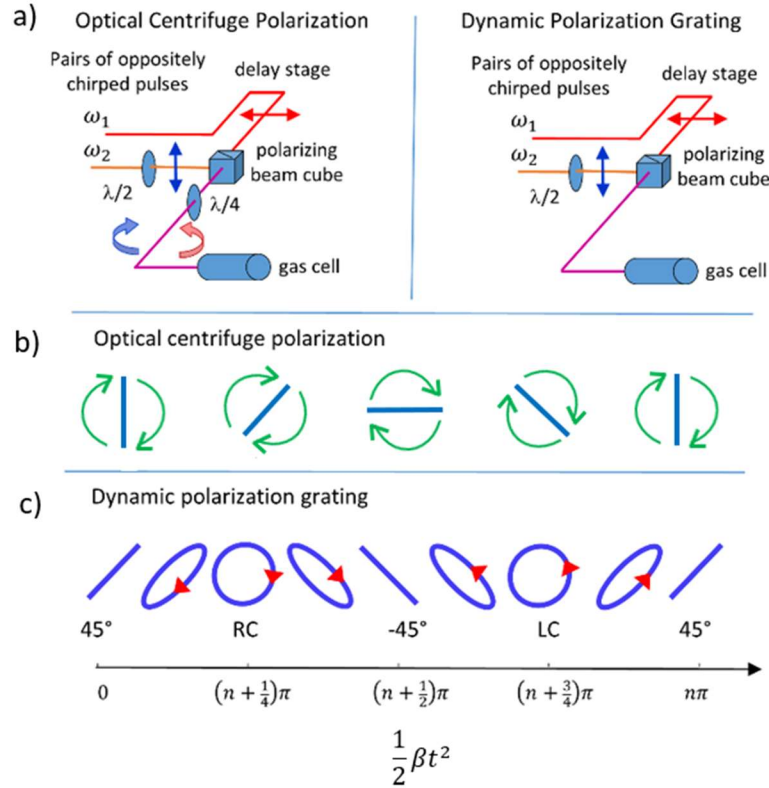 a)
Optical Centrifuge Polarization
Pairs of oppositely
chirped pulses
delay stage
ω₁
ω₂
λ/2
polarizing
beam cube
λ/4
gas cell
Dynamic Polarization Grating
Pairs of oppositely
chirped pulses
delay stage
ω₁
ω₂
λ/2
polarizing
beam cube
gas cell
b)
Optical centrifuge polarization
c)
Dynamic polarization grating
45° RC -45° LC 45°
0 (n + 1/4)π (n + 1/2)π (n + 3/4)π nπ
1/2 βt²